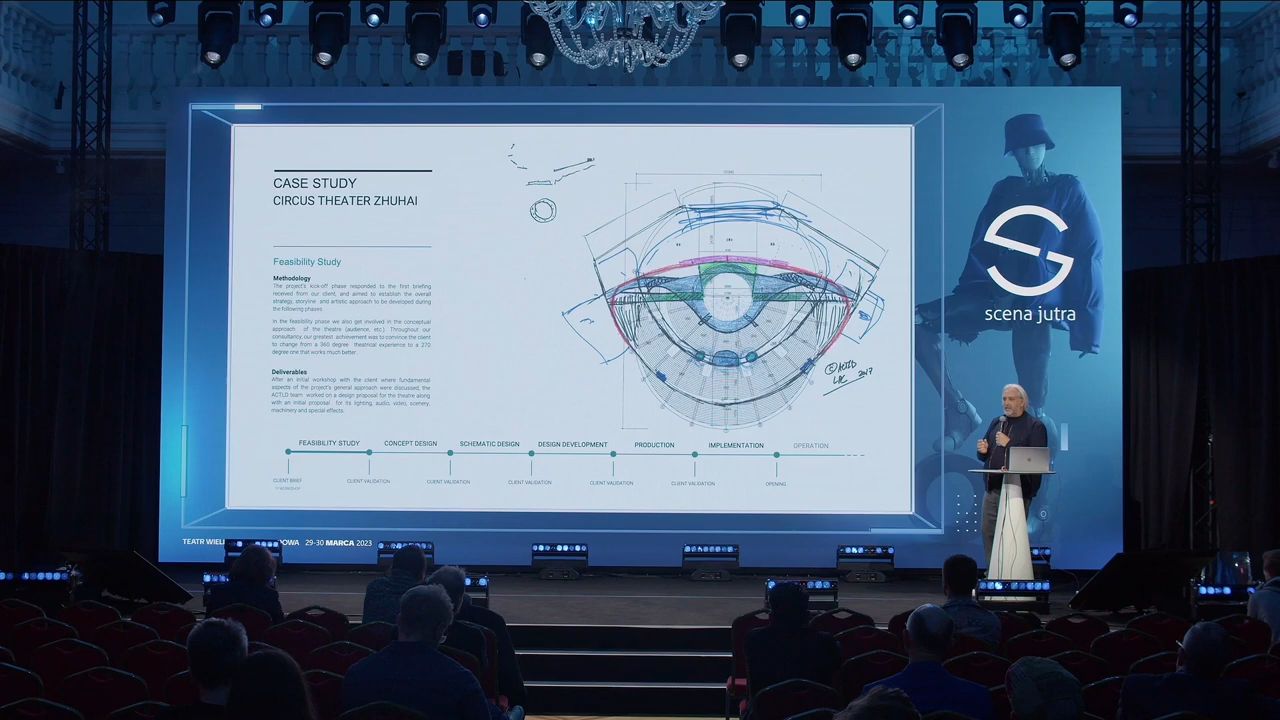 CASE STUDY
CIRCUS THEATER ZHUHAI
Feasibility Study
Methodology
The project's kick-off phase responded to the first briefing
received from our client, and aimed to establish the overall
strategy, storyline and artistic approach to be developed during
the following phases.
In the feasibility phase we also get involved in the conceptual
approach of the theatre (audience, etc.) Throughout our
consultancy, our greatest achievement was to convince the client
to change from a 360 degree theatrical experience to a 270
degree one that works much better.
Deliverables
After an initial workshop with the client where fundamental
aspects of the project's general approach were discussed, the
ACTLD team worked on a design proposal for the theatre along
with an initial proposal for its lighting, audio, video, scenery,
machinery and special effects.
©ACTLD
2017
FEASIBILITY STUDY CONCEPT DESIGN SCHEMATIC DESIGN DESIGN DEVELOPMENT PRODUCTION IMPLEMENTATION OPERATION
CLIENT BRIEF CLIENT VALIDATION CLIENT VALIDATION CLIENT VALIDATION CLIENT VALIDATION CLIENT VALIDATION OPENING
scena jutra
TEATR 29-30 MARCA 2023